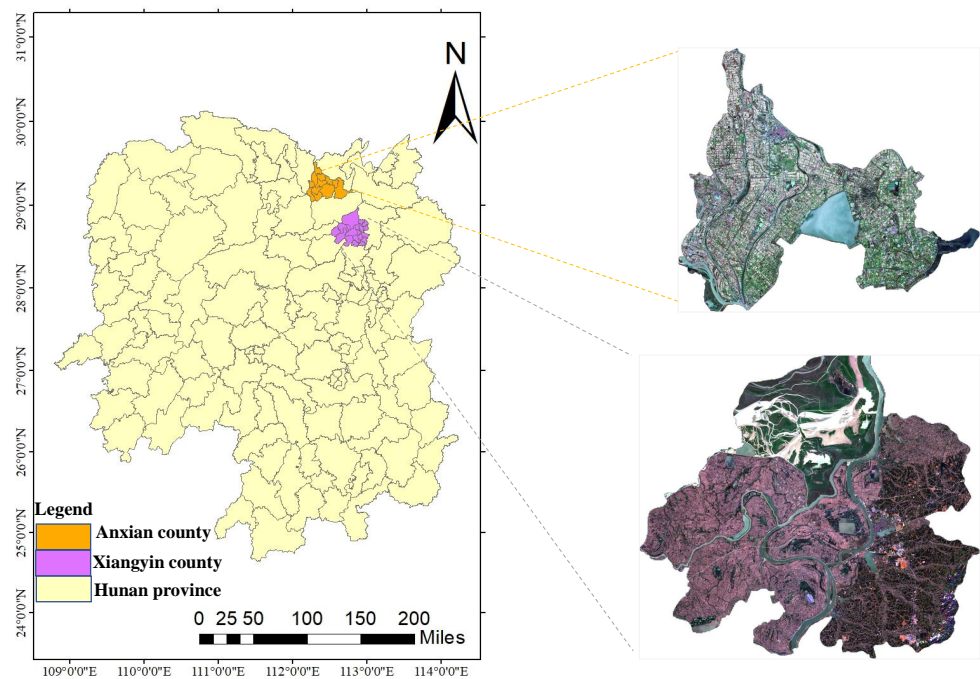 N
31°0'0"N
30°0'0"N
29°0'0"N
28°0'0"N
27°0'0"N
26°0'0"N
25°0'0"N
24°0'0"N
Legend
Anxian county
Xiangyin county
Hunan province
0 25 50 100 150 200
Miles
109°0'0"E 110°0'0"E 111°0'0"E 112°0'0"E 113°0'0"E 114°0'0"E